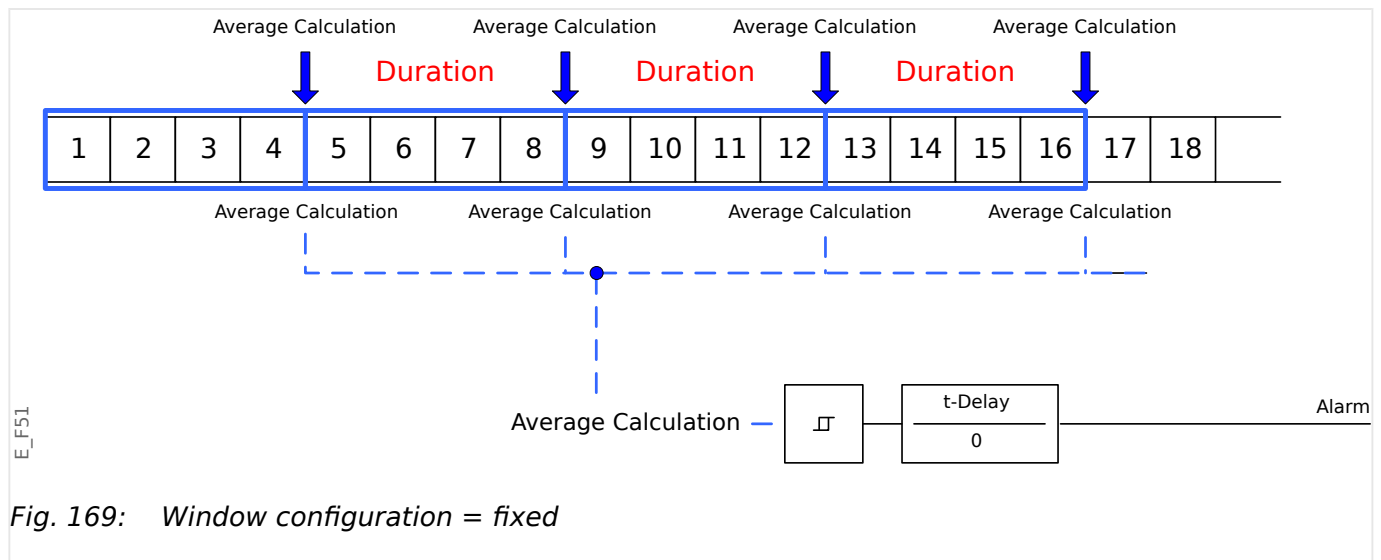 Average Calculation Average Calculation Average Calculation Average Calculation
Duration Duration Duration
1 2 3 4 5 6 7 8 9 10 11 12 13 14 15 16 17 18
Average Calculation Average Calculation Average Calculation Average Calculation
Average Calculation
t-Delay
0
Alarm
E_F51
Fig. 169: Window configuration = fixed